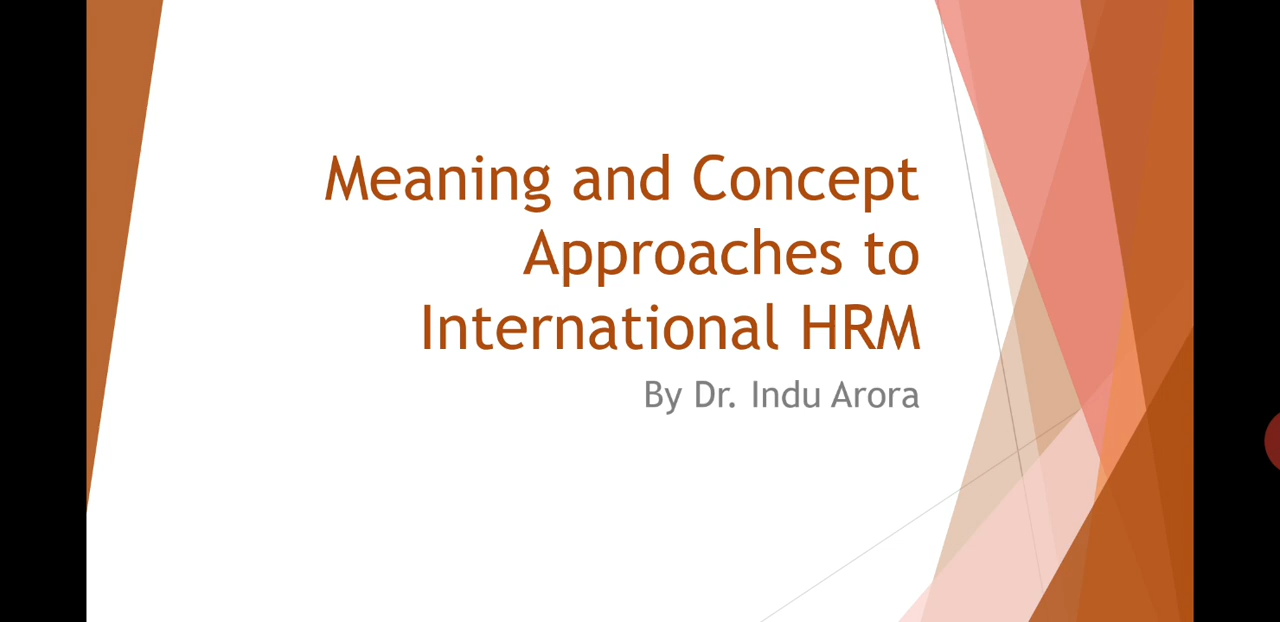 Meaning and Concept
Approaches to
International HRM
By Dr. Indu Arora